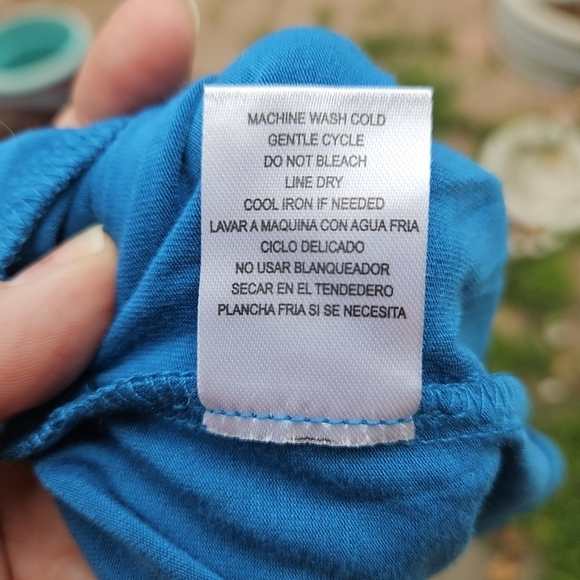 MACHINE WASH COLD
GENTLE CYCLE
DO NOT BLEACH
LINE DRY
COOL IRON IF NEEDED
LAVAR A MAQUINA CON AGUA FRIA
CICLO DELICADO
NO USAR BLANQUEADOR
SECAR EN EL TENDEDERO
PLANCHA FRIA SI SE NECESITA